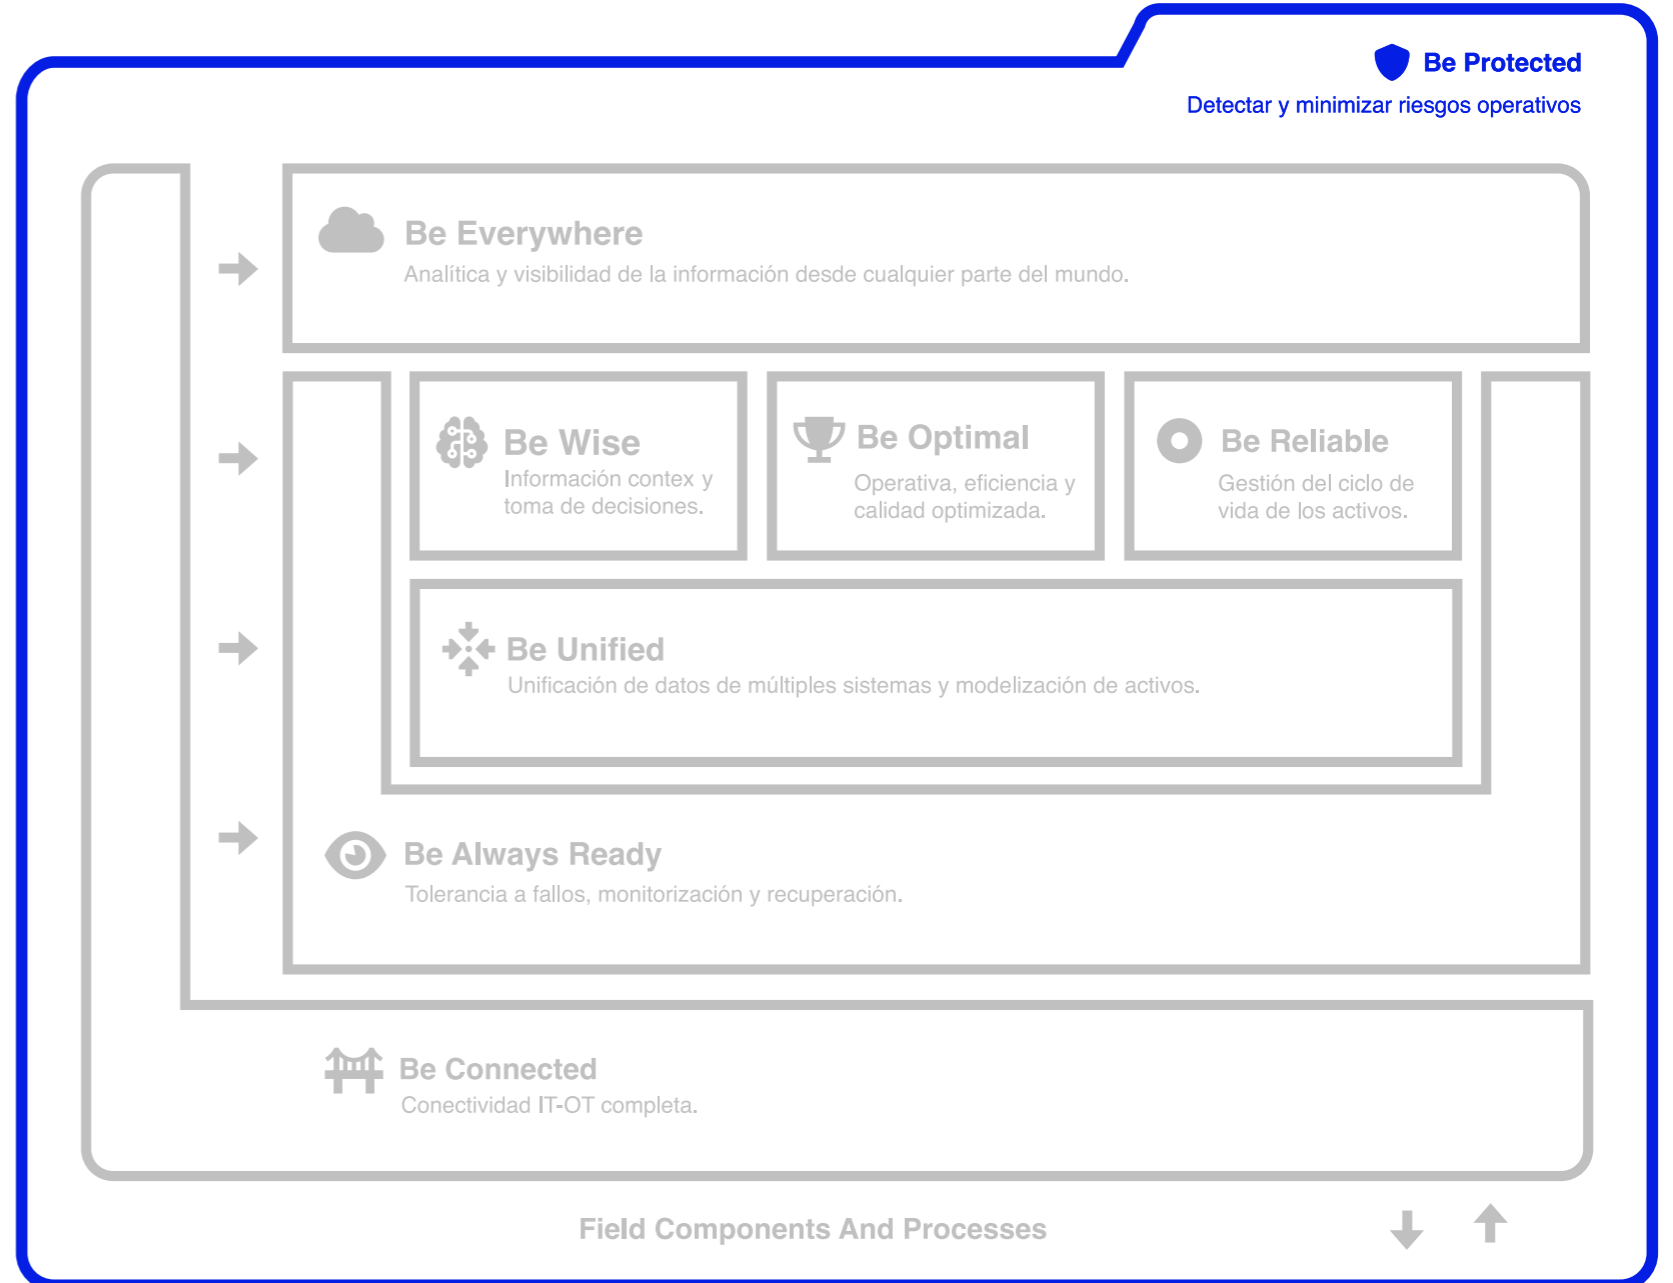 Be Protected
Detectar y minimizar riesgos operativos
Be Everywhere
Analítica y visibilidad de la información desde cualquier parte del mundo.
Be Wise
Información contex y
toma de decisiones.
Be Optimal
Operativa, eficiencia y
calidad optimizada.
Be Reliable
Gestión del ciclo de
vida de los activos.
Be Unified
Unificación de datos de múltiples sistemas y modelización de activos.
Be Always Ready
Tolerancia a fallos, monitorización y recuperación.
Be Connected
Conectividad IT-OT completa.
Field Components And Processes